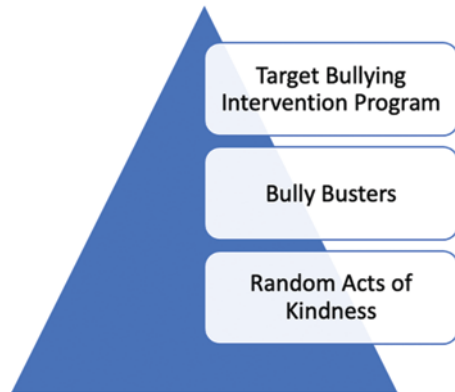 Target Bullying
Intervention Program
Bully Busters
Random Acts of
Kindness